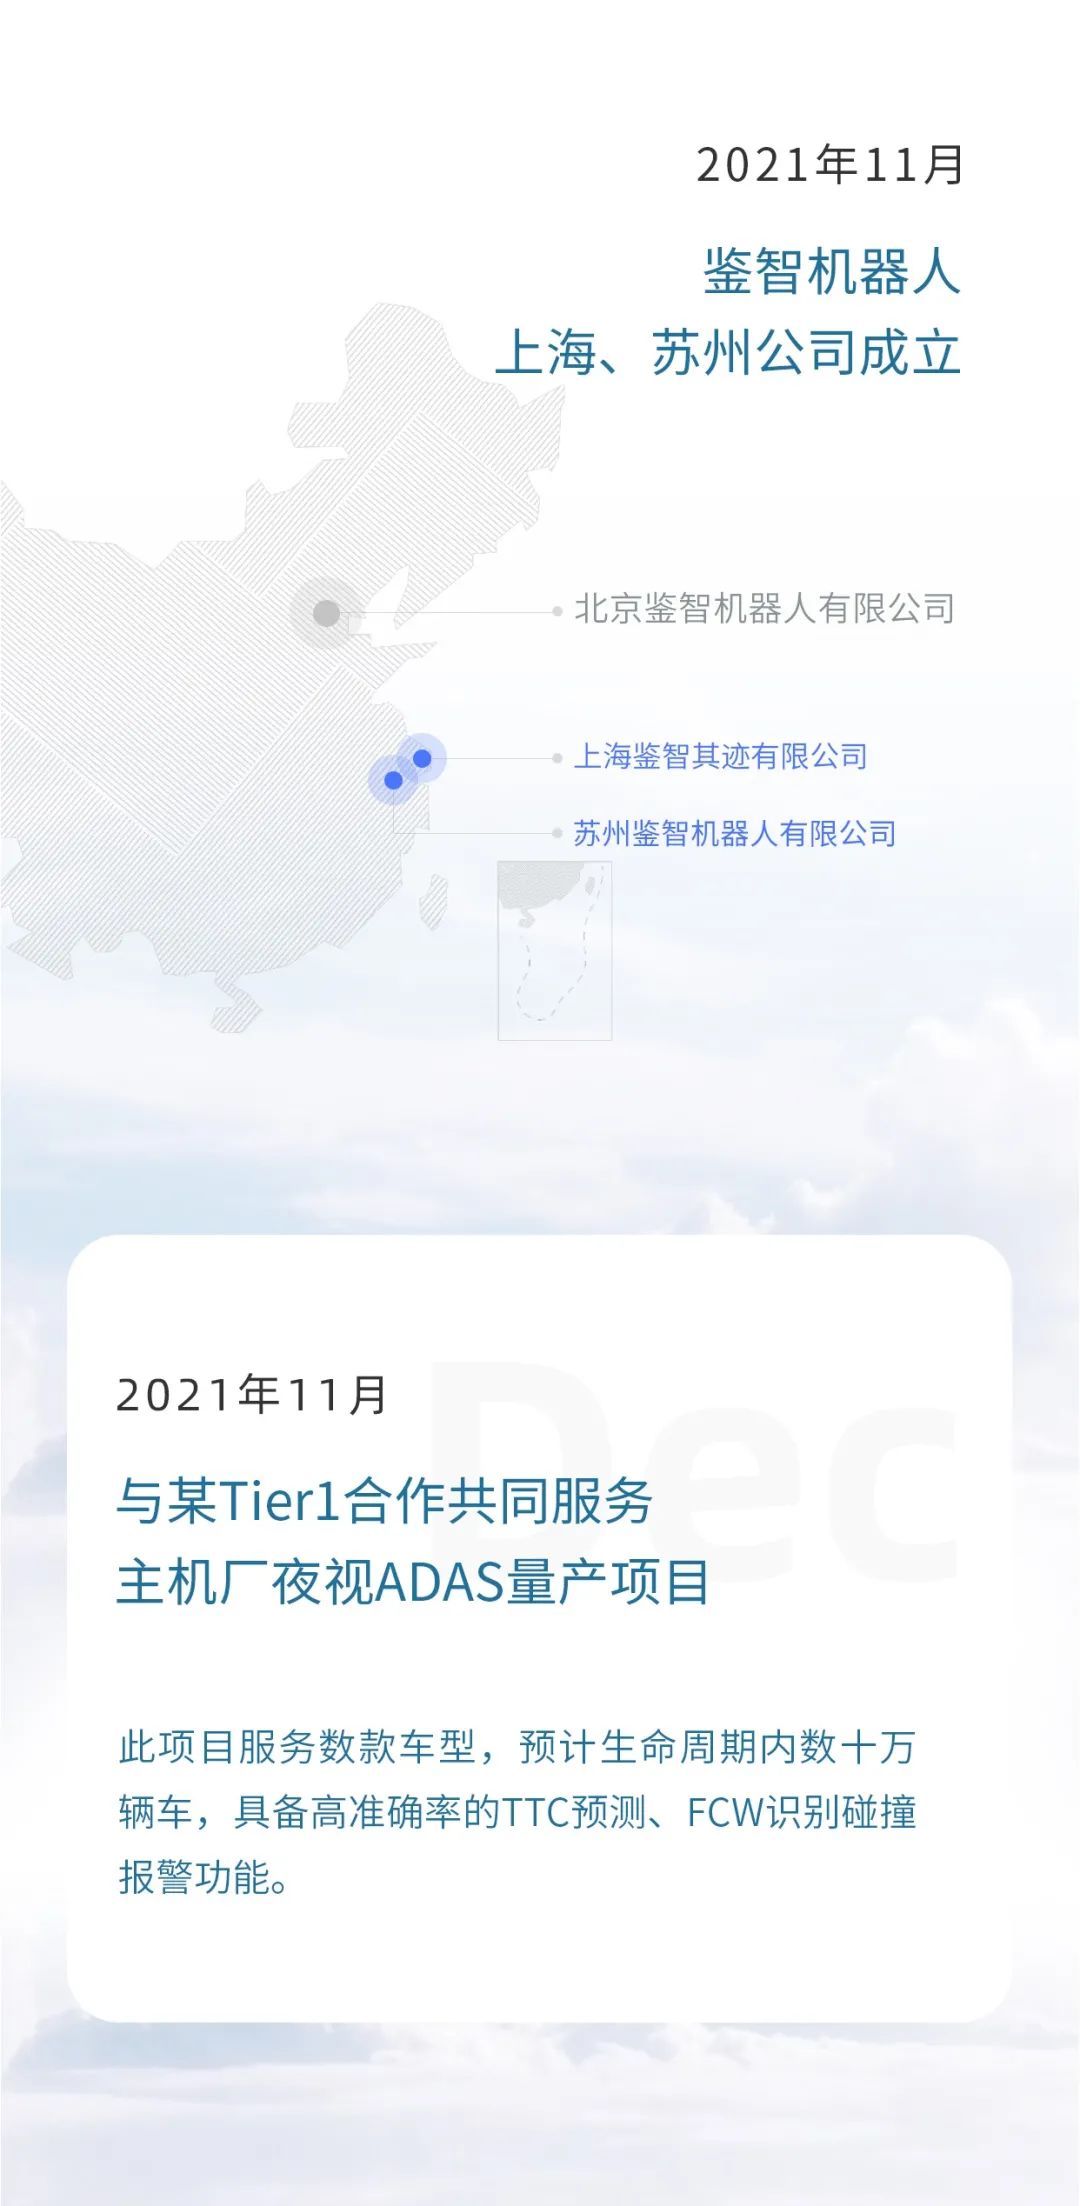 2021年11月
鉴智机器人
上海、苏州公司成立
北京鉴智机器人有限公司
上海鉴智其迹有限公司
苏州鉴智机器人有限公司
Dec
2021年11月
与某Tier1合作共同服务
主机厂夜视ADAS量产项目
此项目服务数款车型，预计生命周期内数十万
辆车，具备高准确率的TTC预测、FCW识别碰撞
报警功能。